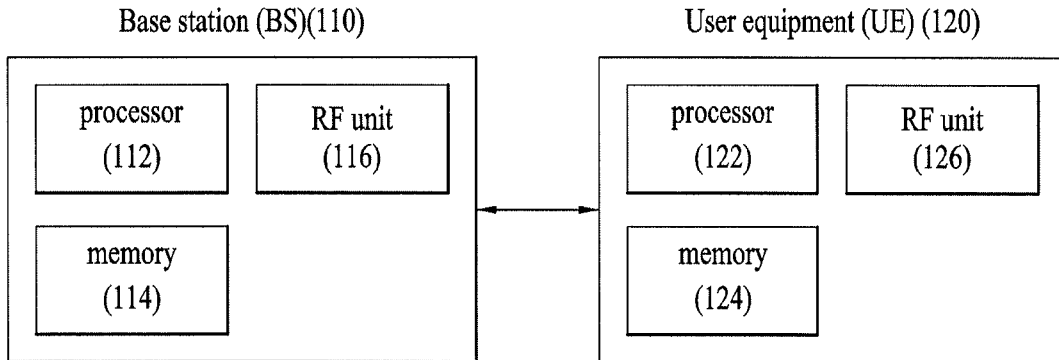 Base station (BS)(110)
User equipment (UE) (120)
processor
(112)
RF unit
(116)
memory
(114)
processor
(122)
RF unit
(126)
memory
(124)